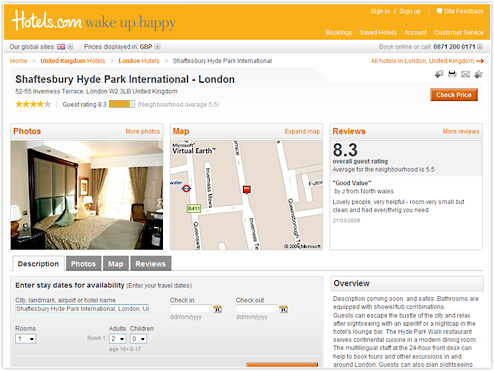 Sign in | Sign up | Site Feedback
Hotels.com wake up happy
Bookings Saved Hotels Account Customer Service
Our global sites: Prices displayed in: GBP
Book online or call: 0871 200 0171
Home > United Kingdom Hotels > London Hotels > Shaftesbury Hyde Park International
All hotels in London, United Kingdom
Shaftesbury Hyde Park International - London
52-55 Inverness Terrace, London W2 3LB United Kingdom
Guest rating 8.3 (Neighbourhood average 5.5)
Check Price
Photos More photos
Map Expand map
Reviews More reviews
Microsoft
Virtual Earth™
water
Inverness Mews
Inverness Terrace
B411
Queensway
Queensborough Te
Fulton
© 2009 Microsoft
8.3
overall guest rating
Average for the neighbourhood is 5.5
"Good Value"
by J from North wales
Lovely people, very helpful - room very small but
clean and had everything you need
21/03/2009
Description Photos Map Reviews
Enter stay dates for availability (Enter your travel dates)
City, landmark, airport or hotel name
Shaftesbury Hyde Park International, London, Un
Check in
dd/mm/yyyy
Check out
dd/mm/yyyy
Rooms
1
Room 1
Adults Children
2 0
age 18+ 0-17
Overview
Description coming soon. and safes. Bathrooms are
equipped with shower/tub combinations.
Guests can escape the bustle of the city and relax
after sightseeing with an aperitif or a nightcap in the
hotel's lounge bar. The Hyde Park Walk restaurant
serves continental cuisine in a modern dining room.
The multilingual staff at the 24-hour front desk can
help to book tours and other excursions in and
around London. Guests can also plan sightseeing